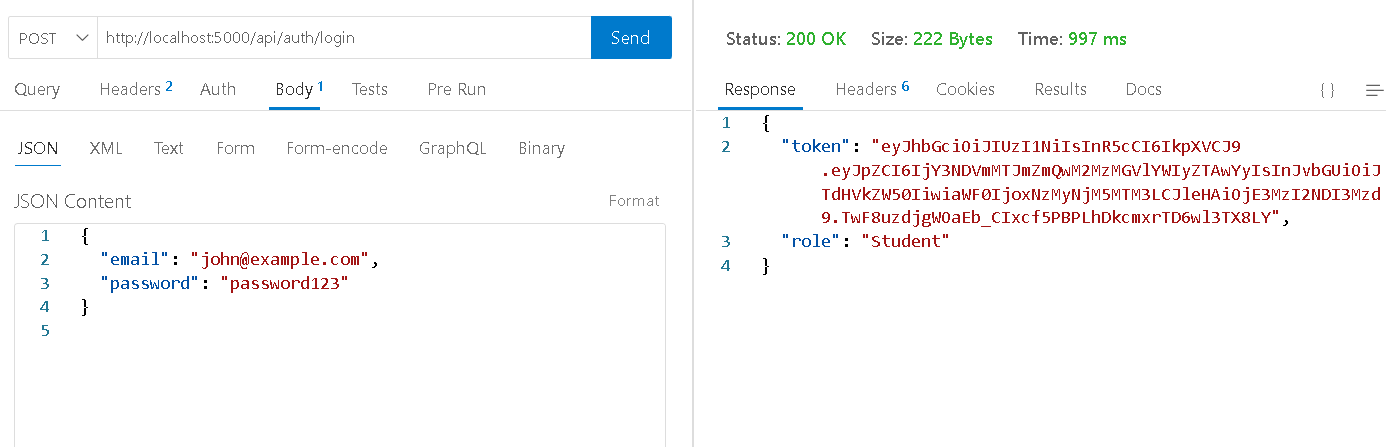 POST http://localhost:5000/api/auth/login Send
Query Headers 2 Auth Body 1 Tests Pre Run
JSON XML Text Form Form-encode GraphQL Binary
JSON Content Format
1 {
2 "email": "john@example.com",
3 "password": "password123"
4 }
5
Status: 200 OK Size: 222 Bytes Time: 997 ms
Response Headers 6 Cookies Results Docs { }
1 {
2 "token": "eyJhbGciOiJIUzI1NiIsInR5cCI6IkpXVCJ9
.eyJpZCI6IjY3NDVmMTJmZmQwM2MzMGVlYWIyZTAwYyIsInJvbGUiOiJ
TdHVkZW50IiwiaWF0IjoxNzMyNjM5MTM3LCJleHAiOjE3MzI2NDI3Mzd
9.TwF8uzdjgWOaEb_CIxcf5PBPLhDkcmxrTD6wl3TX8LY",
3 "role": "Student"
4 }